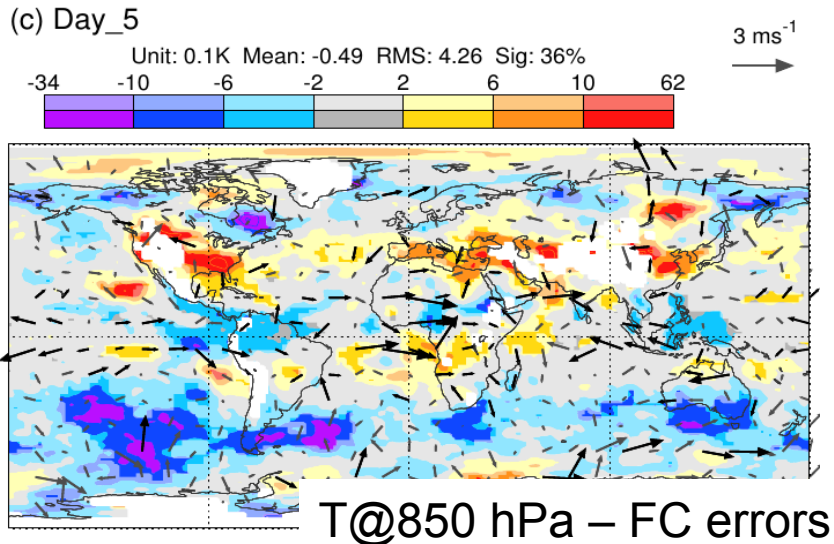 (c) Day_5
3 ms⁻¹
Unit: 0.1K Mean: -0.49 RMS: 4.26 Sig: 36%
-34 -10 -6 -2 2 6 10 62
T@850 hPa – FC errors